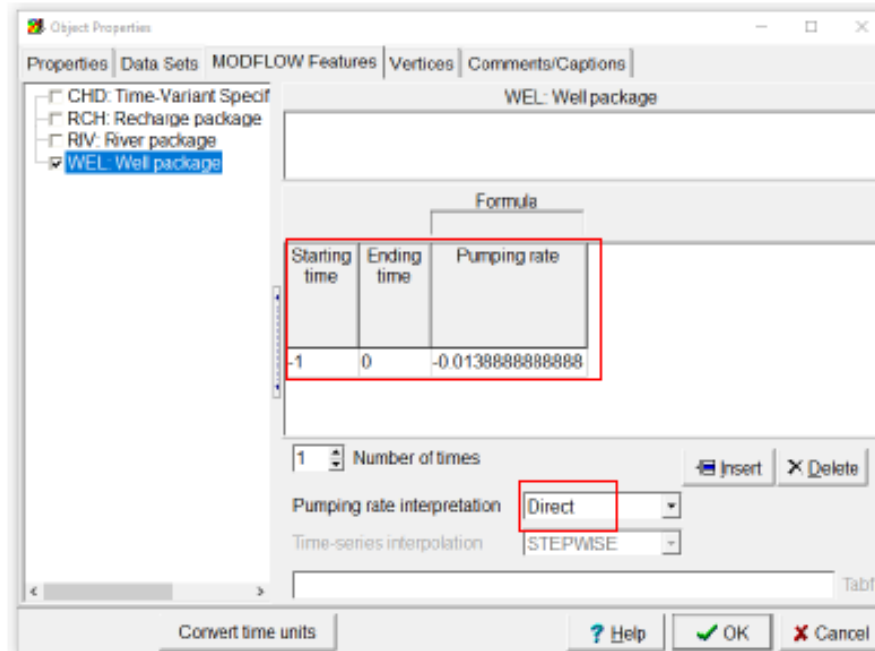 Object Properties
Properties Data Sets MODFLOW Features Vertices Comments/Captions
CHD: Time-Variant Specif
RCH: Recharge package
RIV: River package
WEL: Well package
WEL: Well package
Formula
Starting time Ending time Pumping rate
-1 0 -0.0138888888888
1 Number of times
Insert Delete
Pumping rate interpretation Direct
Time-series interpolation STEPWISE
Tabf
Convert time units Help OK Cancel